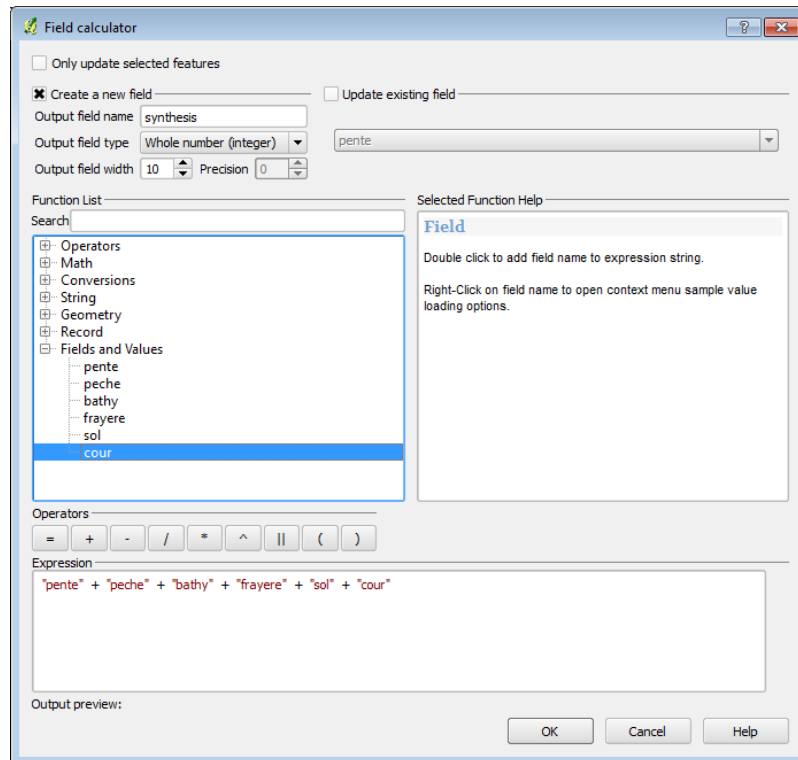 Field calculator
Only update selected features
Create a new field
Update existing field
Output field name synthesis
Output field type Whole number (integer)
pente
Output field width 10 Precision 0
Function List
Selected Function Help
Search
Operators
Math
Conversions
String
Geometry
Record
Fields and Values
pente
peche
bathy
frayere
sol
cour
Field
Double click to add field name to expression string.
Right-Click on field name to open context menu sample value
loading options.
Operators
= + - / * ^ || ( )
Expression
"pente" + "peche" + "bathy" + "frayere" + "sol" + "cour"
Output preview:
OK Cancel Help